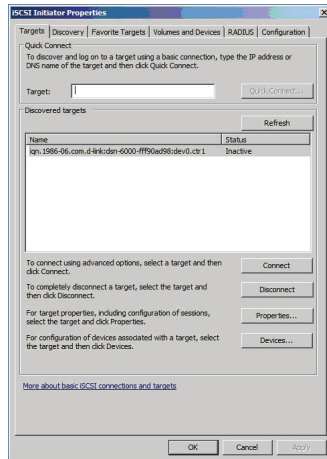 iSCSI Initiator Properties
Targets Discovery Favorite Targets Volumes and Devices RADIUS Configuration
Quick Connect
To discover and log on to a target using a basic connection, type the IP address or
DNS name of the target and then click Quick Connect.
Target:
Quick Connect...
Discovered targets
Refresh
Name Status
iqn.1986-06.com.d-link:dsn-6000-fff90ad98:dev0.ctr1 Inactive
To connect using advanced options, select a target and then
click Connect.
Connect
To completely disconnect a target, select the target and
then click Disconnect.
Disconnect
For target properties, including configuration of sessions,
select the target and click Properties.
Properties...
For configuration of devices associated with a target, select
the target and then click Devices.
Devices...
More about basic iSCSI connections and targets
OK Cancel Apply